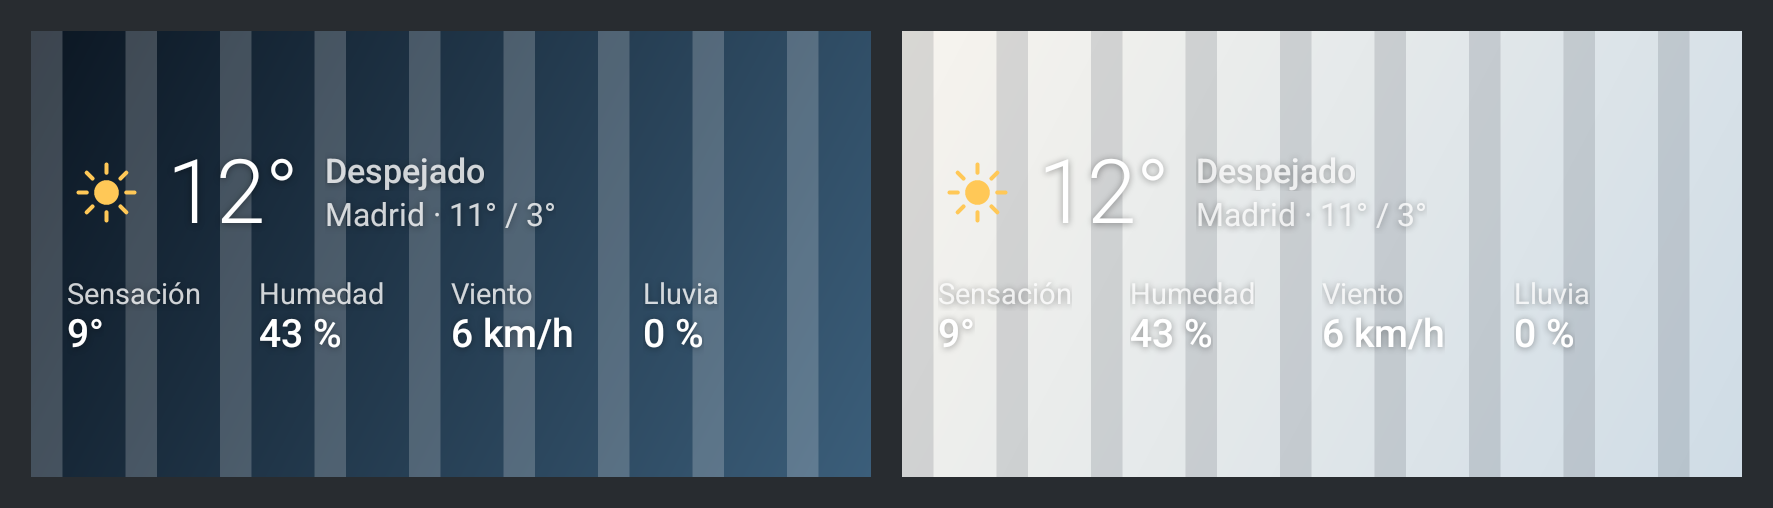 12°
Despejado
Madrid · 11° / 3°
Sensación Humedad Viento Lluvia
9° 43 % 6 km/h 0 %
12°
Despejado
Madrid · 11° / 3°
Sensación Humedad Viento Lluvia
9° 43 % 6 km/h 0 %